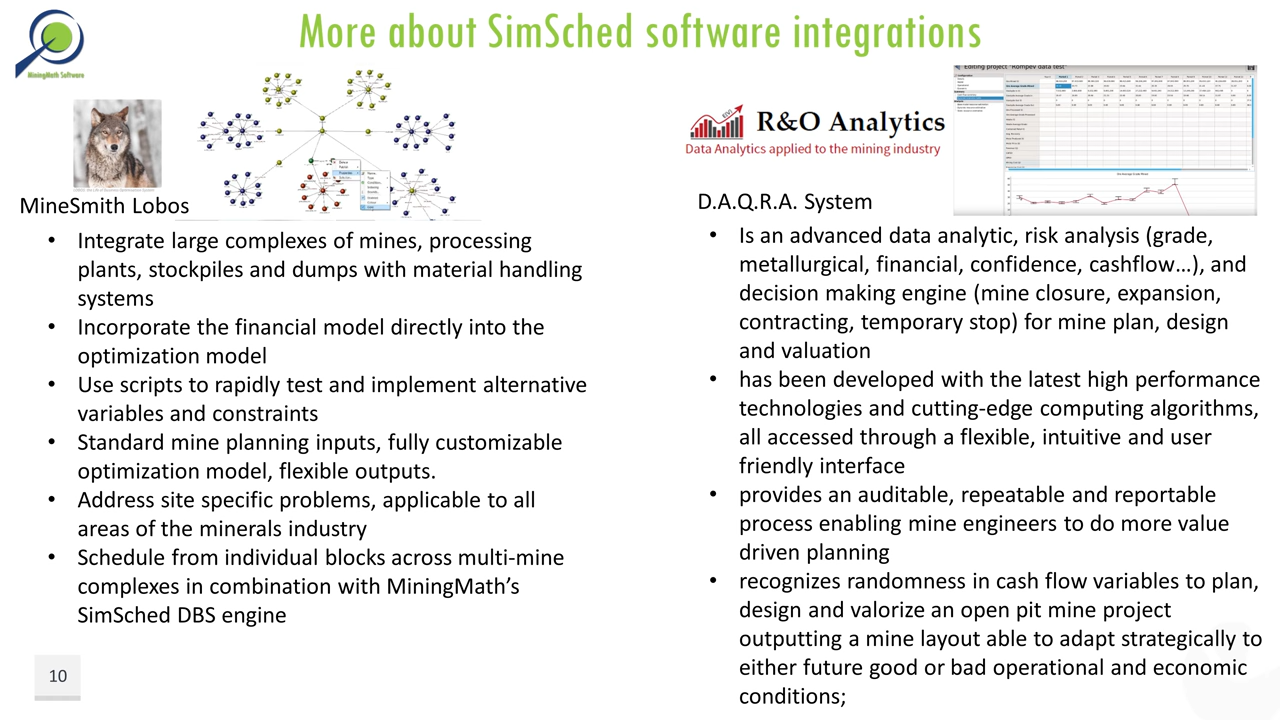 More about SimSched software integrations
MiningMath Software
MineSmith Lobos
• Integrate large complexes of mines, processing
plants, stockpiles and dumps with material handling
systems
• Incorporate the financial model directly into the
optimization model
• Use scripts to rapidly test and implement alternative
variables and constraints
• Standard mine planning inputs, fully customizable
optimization model, flexible outputs.
• Address site specific problems, applicable to all
areas of the minerals industry
• Schedule from individual blocks across multi-mine
complexes in combination with MiningMath's
SimSched DBS engine
10
R&O Analytics
Data Analytics applied to the mining industry
Editing project "Kompev data test"
D.A.Q.R.A. System
• Is an advanced data analytic, risk analysis (grade,
metallurgical, financial, confidence, cashflow…), and
decision making engine (mine closure, expansion,
contracting, temporary stop) for mine plan, design
and valuation
• has been developed with the latest high performance
technologies and cutting-edge computing algorithms,
all accessed through a flexible, intuitive and user
friendly interface
• provides an auditable, repeatable and reportable
process enabling mine engineers to do more value
driven planning
• recognizes randomness in cash flow variables to plan,
design and valorize an open pit mine project
outputting a mine layout able to adapt strategically to
either future good or bad operational and economic
conditions;